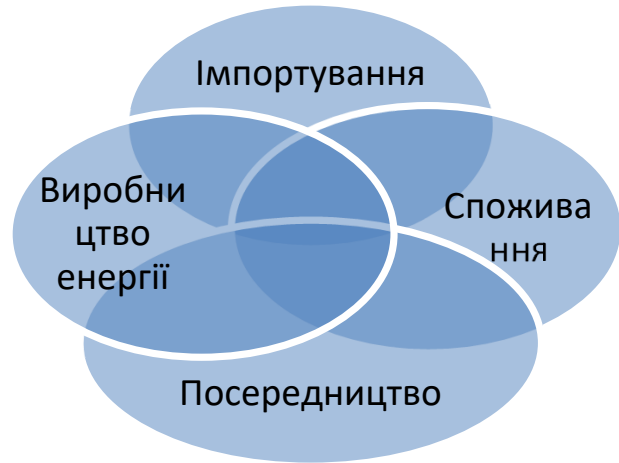 Імпортування
Виробни
цтво
енергії
Спожива
ння
Посередництво